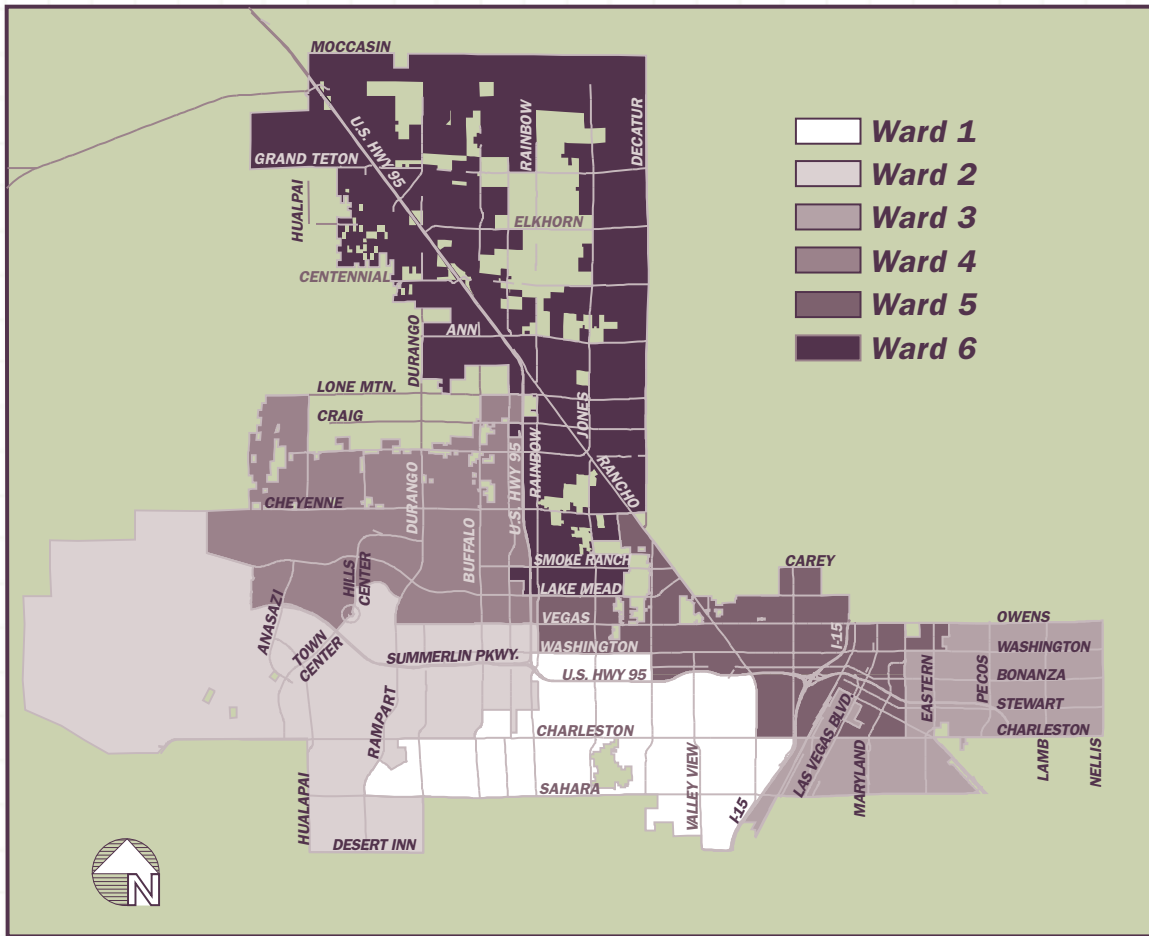 MOCCASIN
U.S. HWY 95
RAINBOW
DECATUR
GRAND TETON
HUALPAI
ELKHORN
CENTENNIAL
DURANGO
ANN
LONE MTN.
CRAIG
JONES
RANCHO
U.S. HWY 95
RAINBOW
DURANGO
BUFFALO
CHEYENNE
SMOKE RANCH
HILLS
CENTER
LAKE MEAD
CAREY
ANASAZI
TOWN
CENTER
VEGAS
OWENS
WASHINGTON
I-15
WASHINGTON
SUMMERLIN PKWY.
U.S. HWY 95
EASTERN
PECOS
BONANZA
RAMPART
STEWART
CHARLESTON
LAS VEGAS BLVD.
CHARLESTON
LAMB
NELLIS
MARYLAND
VALLEY VIEW
SAHARA
I-15
HUALAPAI
DESERT INN
N
Ward 1
Ward 2
Ward 3
Ward 4
Ward 5
Ward 6